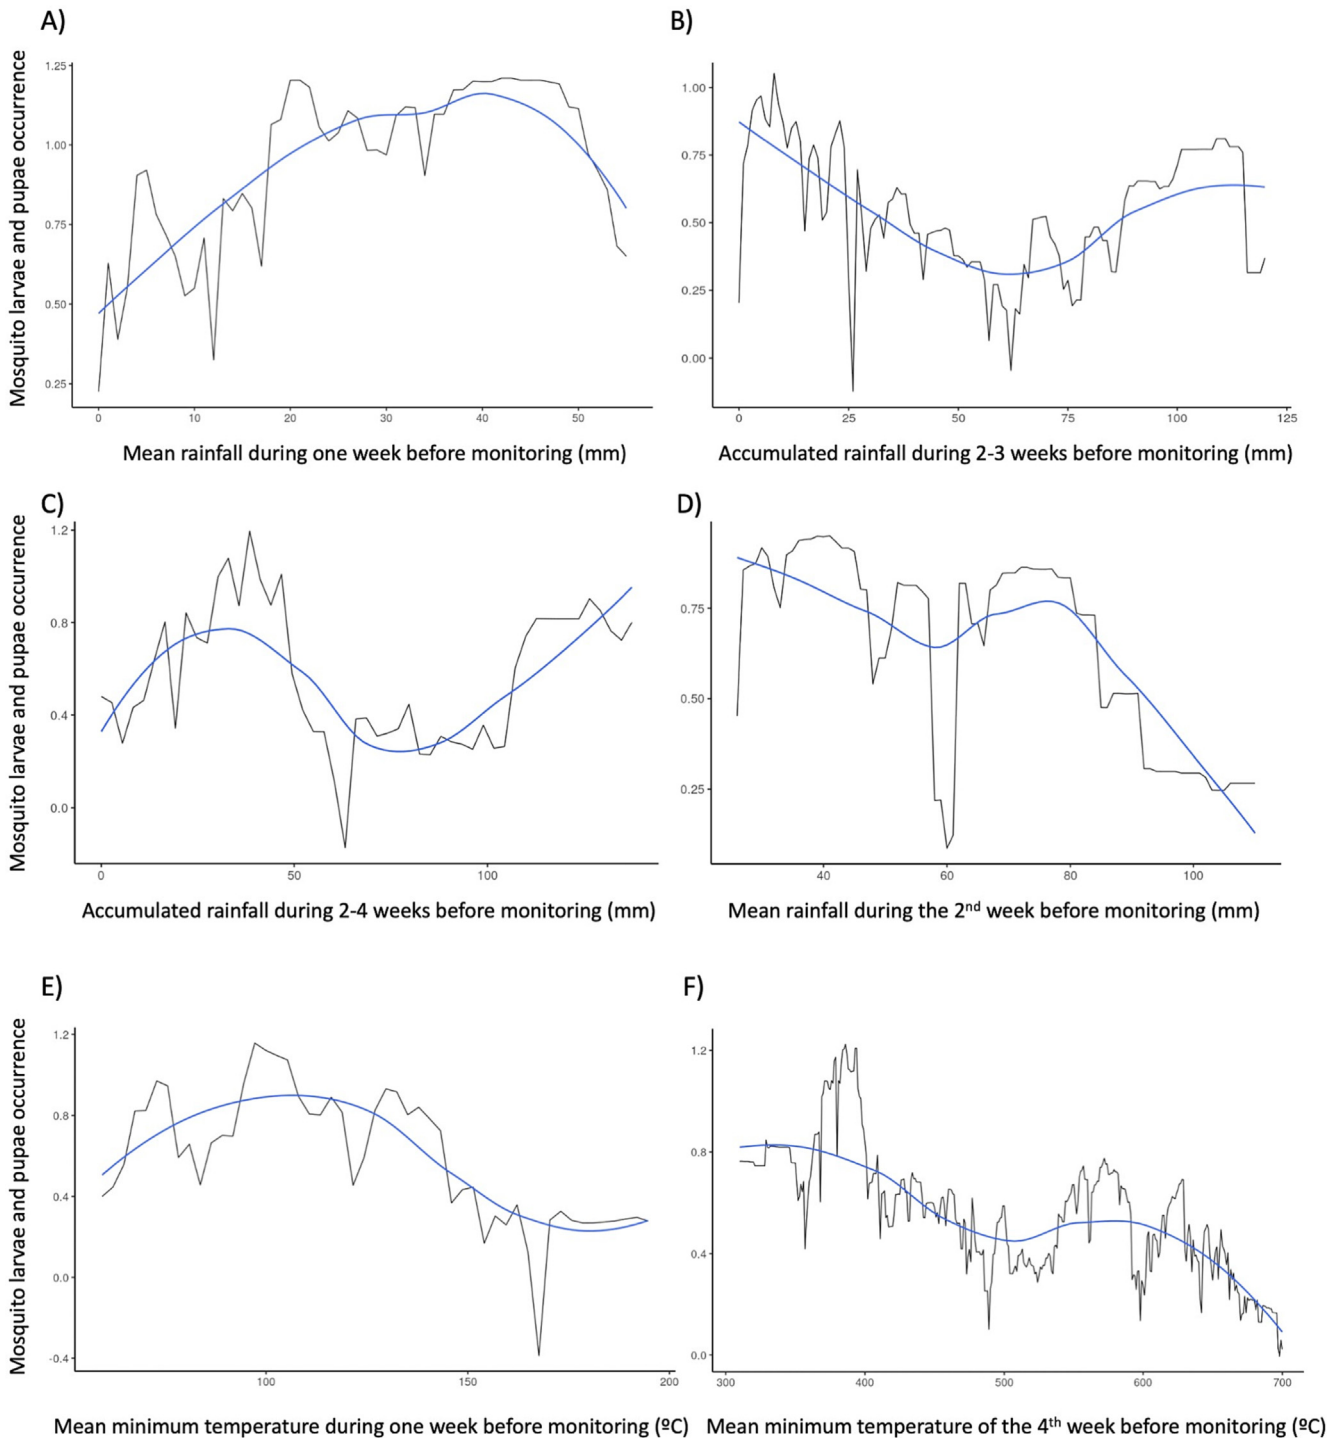 A)
B)
Mosquito larvae and pupae occurrence
1.25
1.00
0.75
0.50
0.25
0 10 20 30 40 50
Mean rainfall during one week before monitoring (mm)
1.00
0.75
0.50
0.25
0.00
0 25 50 75 100 125
Accumulated rainfall during 2-3 weeks before monitoring (mm)
C)
D)
Mosquito larvae and pupae occurrence
1.2
0.8
0.4
0.0
0 50 100
Accumulated rainfall during 2-4 weeks before monitoring (mm)
0.75
0.50
0.25
40 60 80 100
Mean rainfall during the 2nd week before monitoring (mm)
E)
F)
Mosquito larvae and pupae occurrence
1.2
0.8
0.4
0.0
-0.4
100 150 200
Mean minimum temperature during one week before monitoring (ºC)
1.2
0.8
0.4
0.0
300 400 500 600 700
Mean minimum temperature of the 4th week before monitoring (ºC)